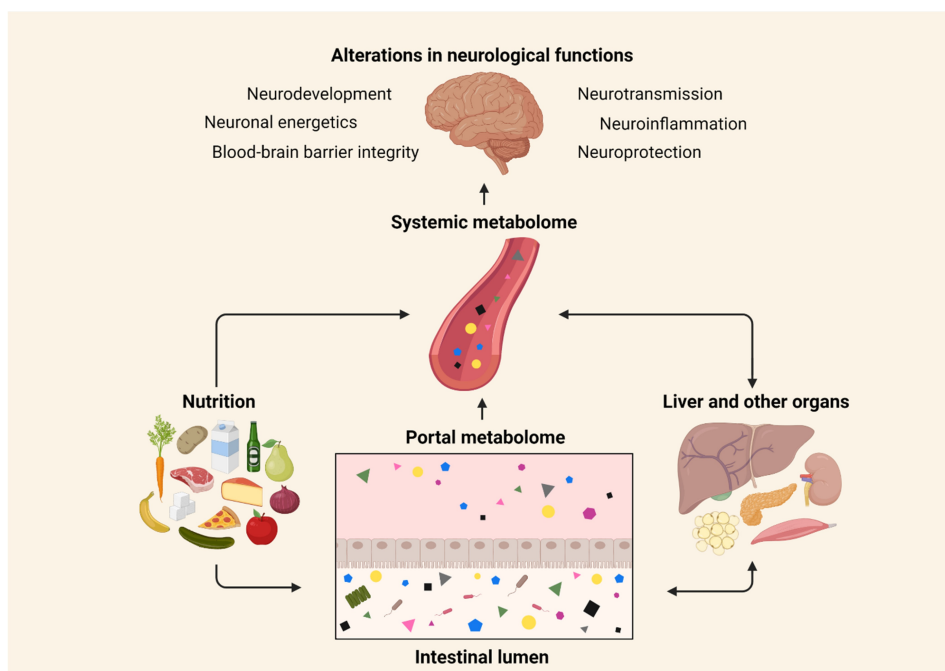 Alterations in neurological functions
Neurodevelopment
Neurotransmission
Neuronal energetics
Neuroinflammation
Blood-brain barrier integrity
Neuroprotection
Systemic metabolome
Nutrition
Liver and other organs
Portal metabolome
Intestinal lumen